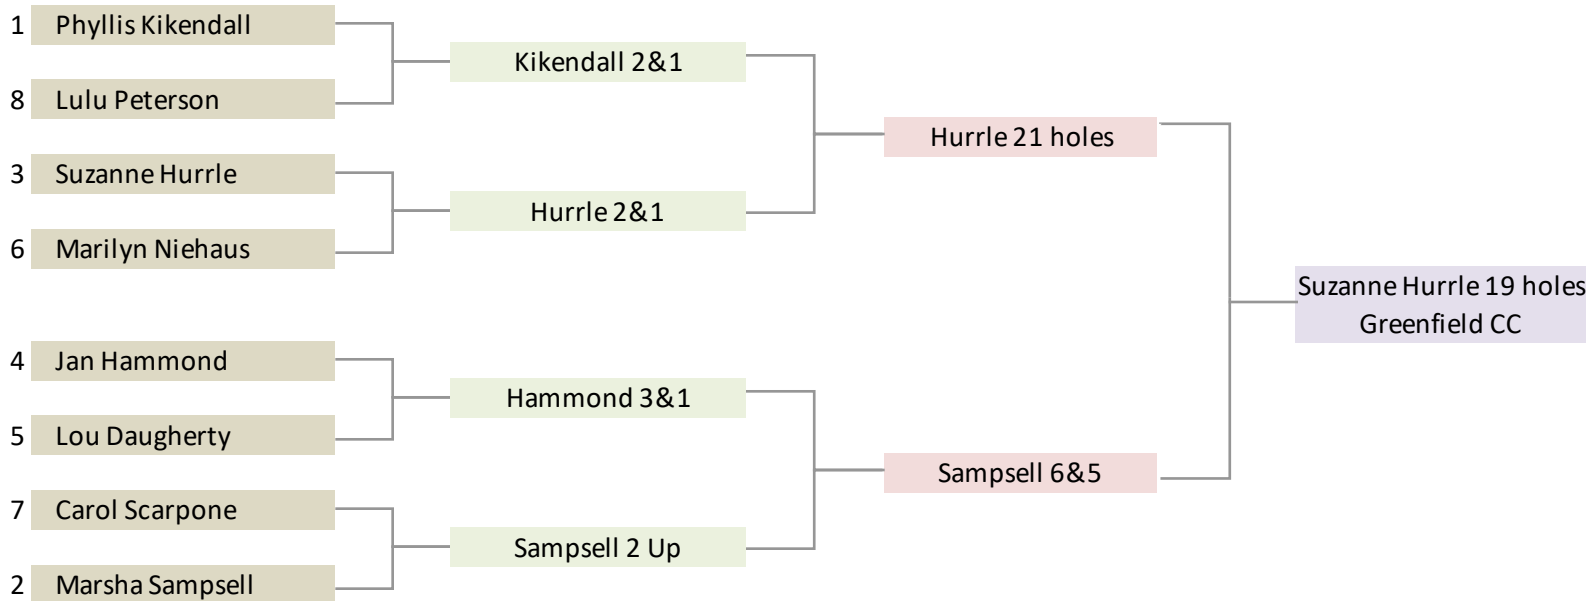 1 Phyllis Kikendall
Kikendall 2&1
8 Lulu Peterson
Hurrle 21 holes
3 Suzanne Hurrle
Hurrle 2&1
6 Marilyn Niehaus
Suzanne Hurrle 19 holes
Greenfield CC
4 Jan Hammond
Hammond 3&1
5 Lou Daugherty
Sampsell 6&5
7 Carol Scarpone
Sampsell 2 Up
2 Marsha Sampsell